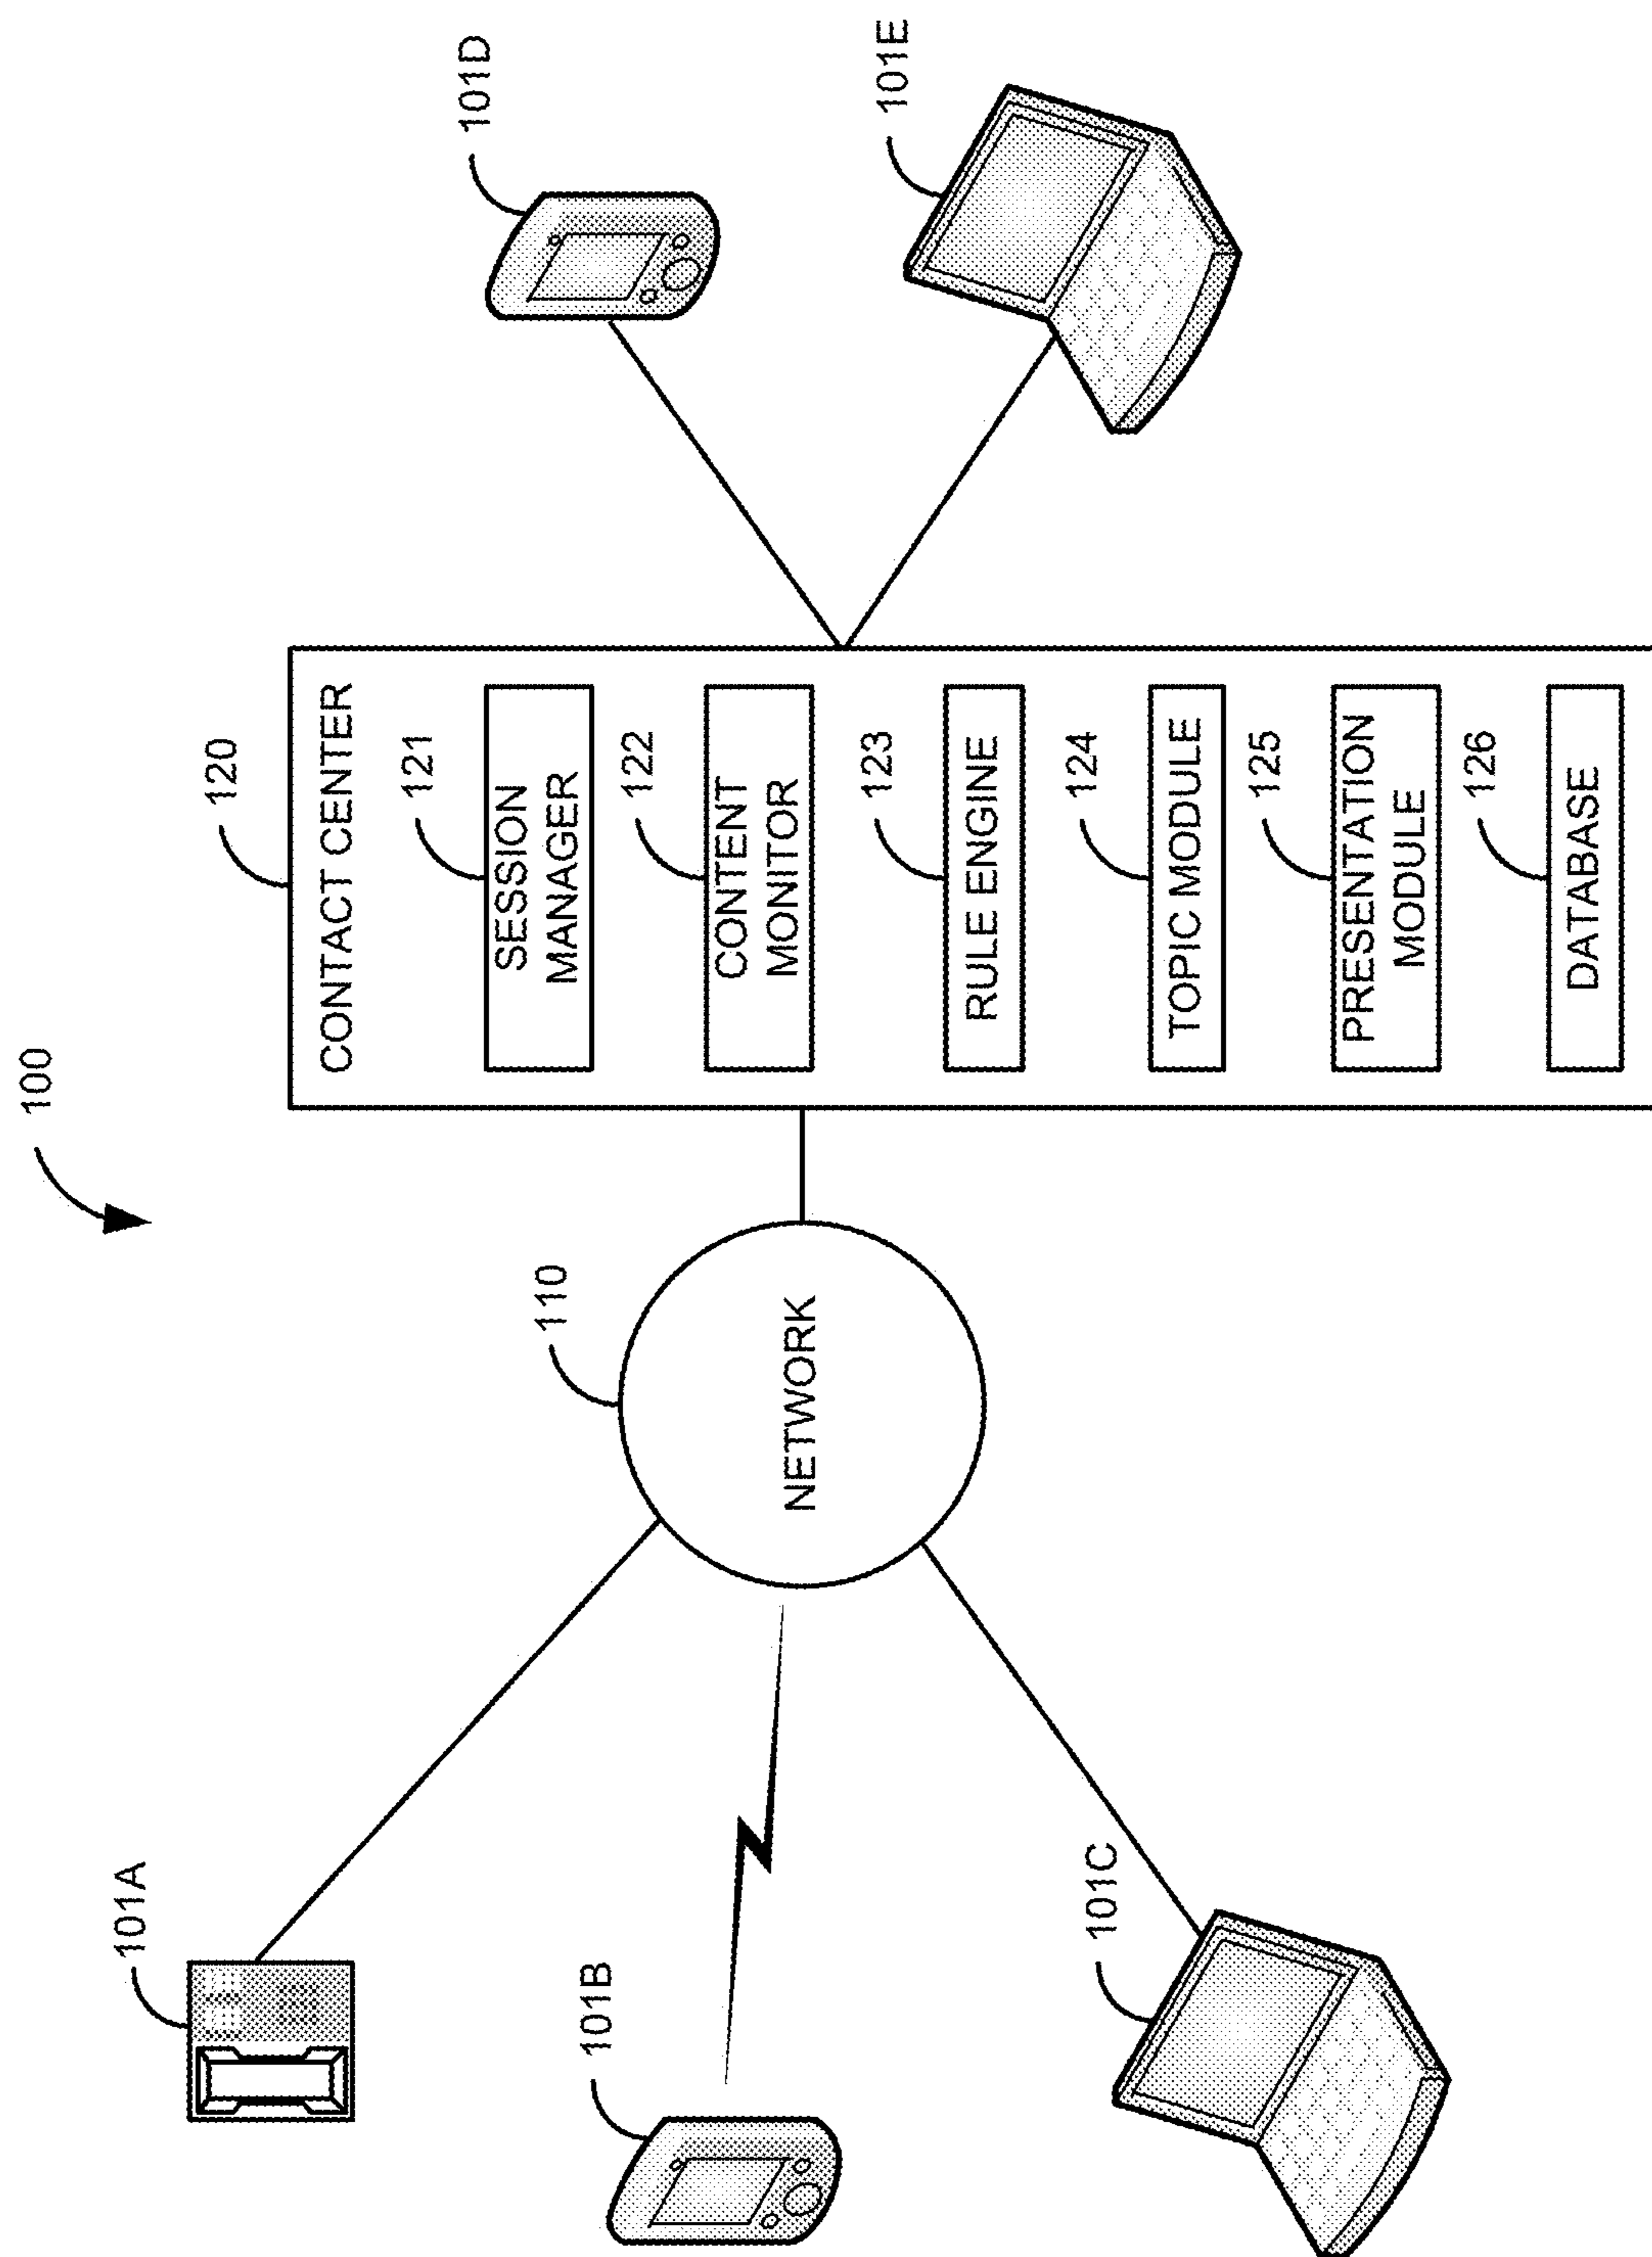 100
101A
101B
101C
110
NETWORK
120
CONTACT CENTER
121
SESSION
MANAGER
122
CONTENT
MONITOR
123
RULE ENGINE
124
TOPIC MODULE
125
PRESENTATION
MODULE
126
DATABASE
101D
101E